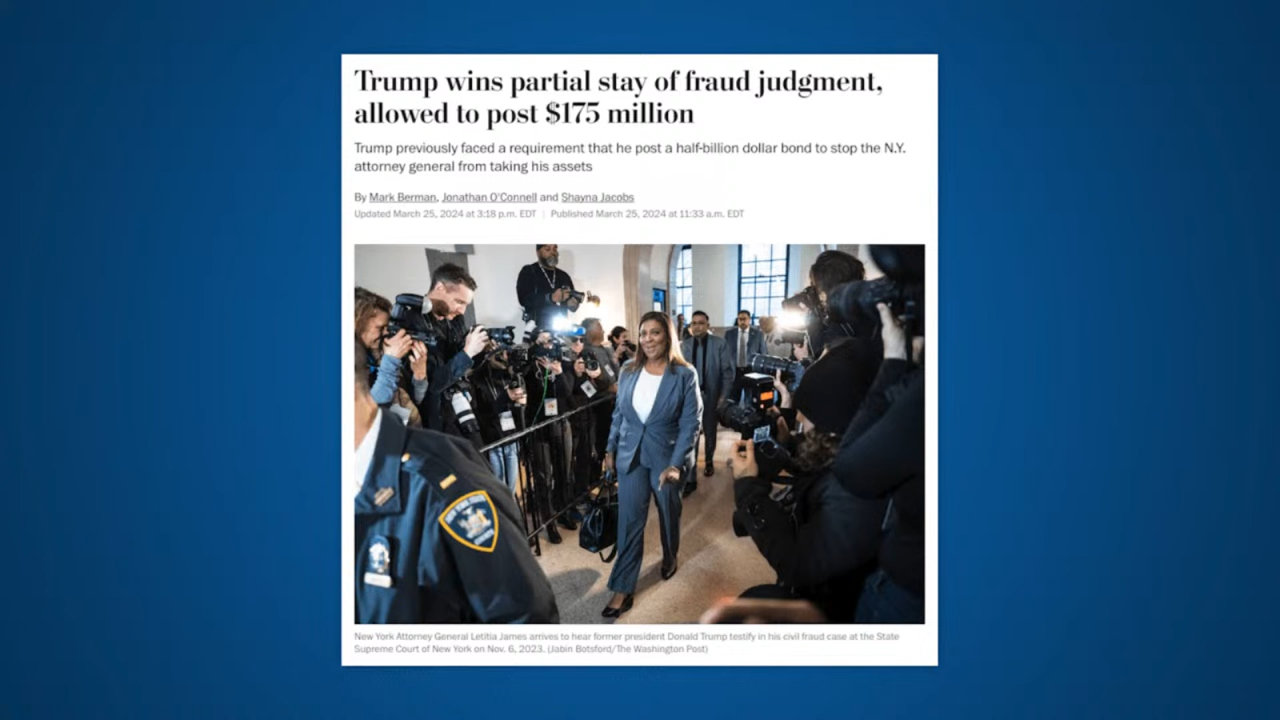 Trump wins partial stay of fraud judgment,
allowed to post $175 million
Trump previously faced a requirement that he post a half-billion dollar bond to stop the N.Y.
attorney general from taking his assets
By Mark Berman, Jonathan O'Connell and Shayna Jacobs
Updated March 25, 2024 at 3:18 p.m. EDT | Published March 25, 2024 at 11:33 a.m. EDT
New York Attorney General Letitia James arrives to hear former president Donald Trump testify in his civil fraud case at the State
Supreme Court of New York on Nov. 6, 2023. (Jabin Botsford/The Washington Post)